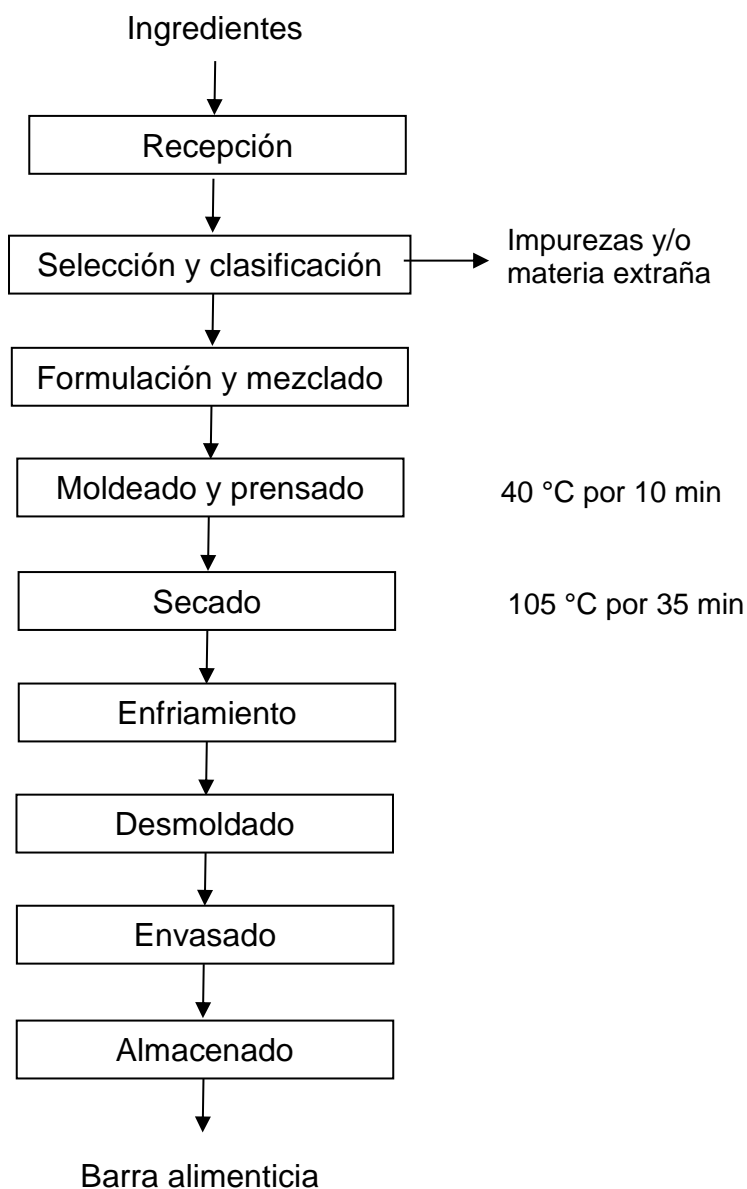 Ingredientes
Recepción
Selección y clasificación
Impurezas y/o
materia extraña
Formulación y mezclado
Moldeado y prensado
40 °C por 10 min
Secado
105 °C por 35 min
Enfriamiento
Desmoldado
Envasado
Almacenado
Barra alimenticia